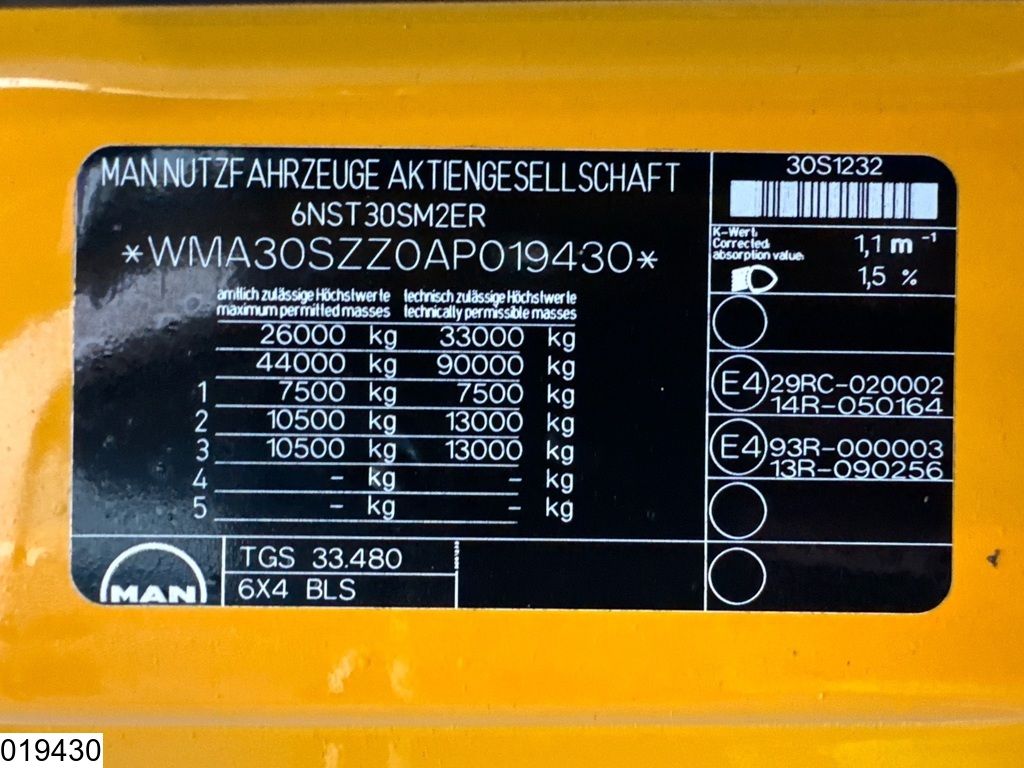 MAN NUTZFAHRZEUGE AKTIENGESELLSCHAFT
6NST30SM2ER
*WMA30SZZ0AP019430*
amtlich zulässige Höchstwerte technisch zulässige Höchstwerte
maximum permitted masses technically permissible masses
26000 kg 33000 kg
44000 kg 90000 kg
1 7500 kg 7500 kg
2 10500 kg 13000 kg
3 10500 kg 13000 kg
4 - kg - kg
5 - kg - kg
MAN
TGS 33.480
6X4 BLS
30S1232
K-Wert:
Corrected
absorption value:
1,1 m -1
1,5 %
E4 29RC-020002
14R-050164
E4 93R-000003
13R-090256
019430